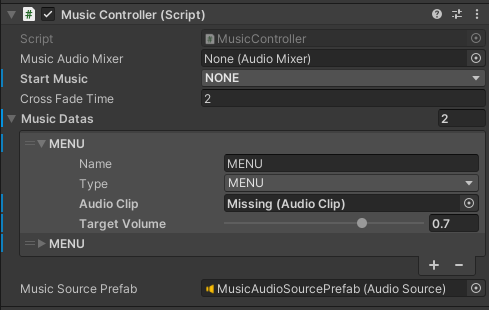 Music Controller (Script)
Script MusicController
Music Audio Mixer None (Audio Mixer)
Start Music NONE
Cross Fade Time 2
Music Datas 2
MENU
Name MENU
Type MENU
Audio Clip Missing (Audio Clip)
Target Volume 0.7
MENU
Music Source Prefab MusicAudioSourcePrefab (Audio Source)